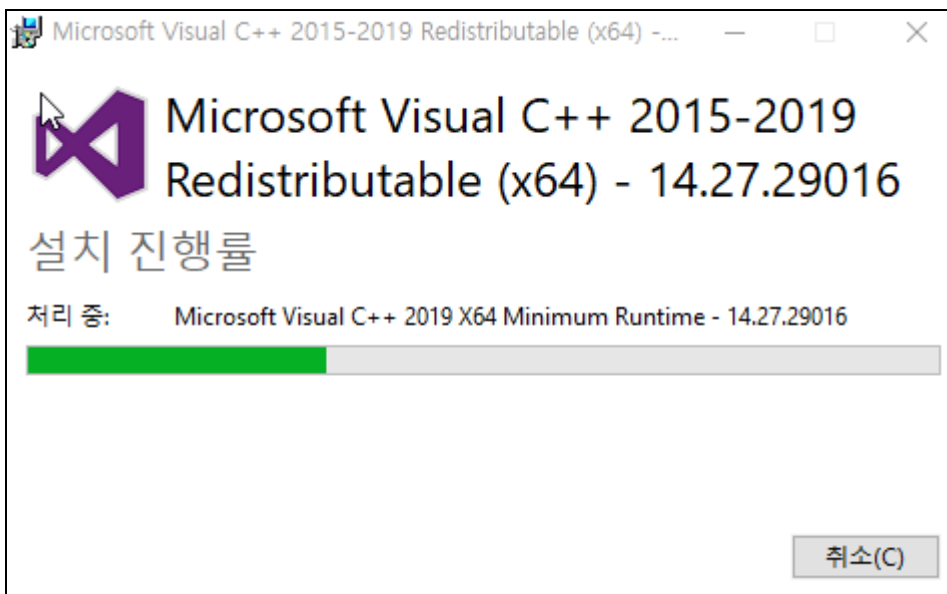 Microsoft Visual C++ 2015-2019 Redistributable (x64) -...
Microsoft Visual C++ 2015-2019
Redistributable (x64) - 14.27.29016
설치 진행률
처리 중: Microsoft Visual C++ 2019 X64 Minimum Runtime - 14.27.29016
취소(C)